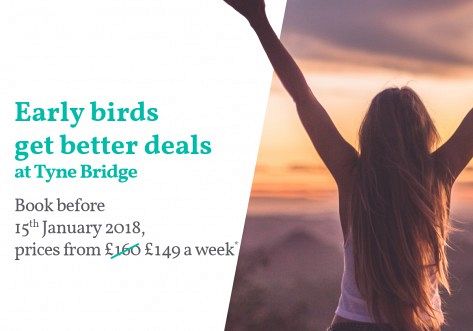 Early birds
get better deals
at Tyne Bridge
Book before
15th January 2018,
prices from £160 £149 a week*